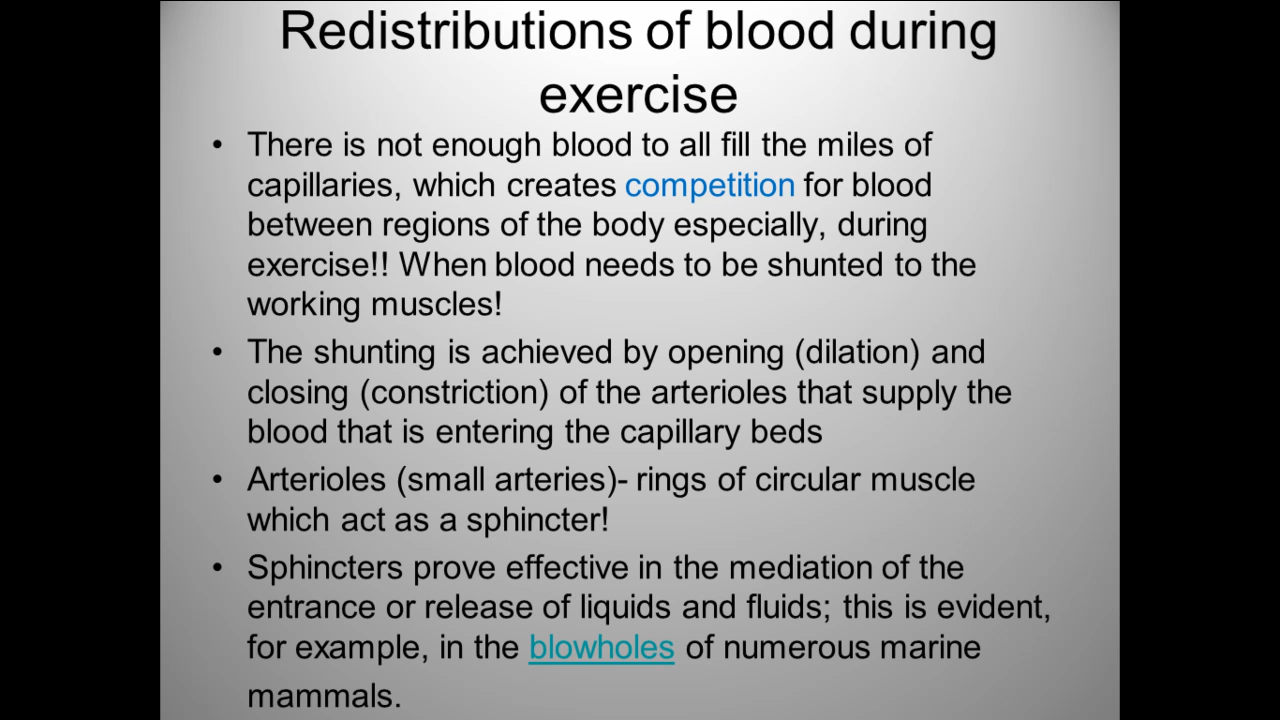 Redistributions of blood during
exercise
• There is not enough blood to all fill the miles of
capillaries, which creates competition for blood
between regions of the body especially, during
exercise!! When blood needs to be shunted to the
working muscles!
• The shunting is achieved by opening (dilation) and
closing (constriction) of the arterioles that supply the
blood that is entering the capillary beds
• Arterioles (small arteries)- rings of circular muscle
which act as a sphincter!
• Sphincters prove effective in the mediation of the
entrance or release of liquids and fluids; this is evident,
for example, in the blowholes of numerous marine
mammals.